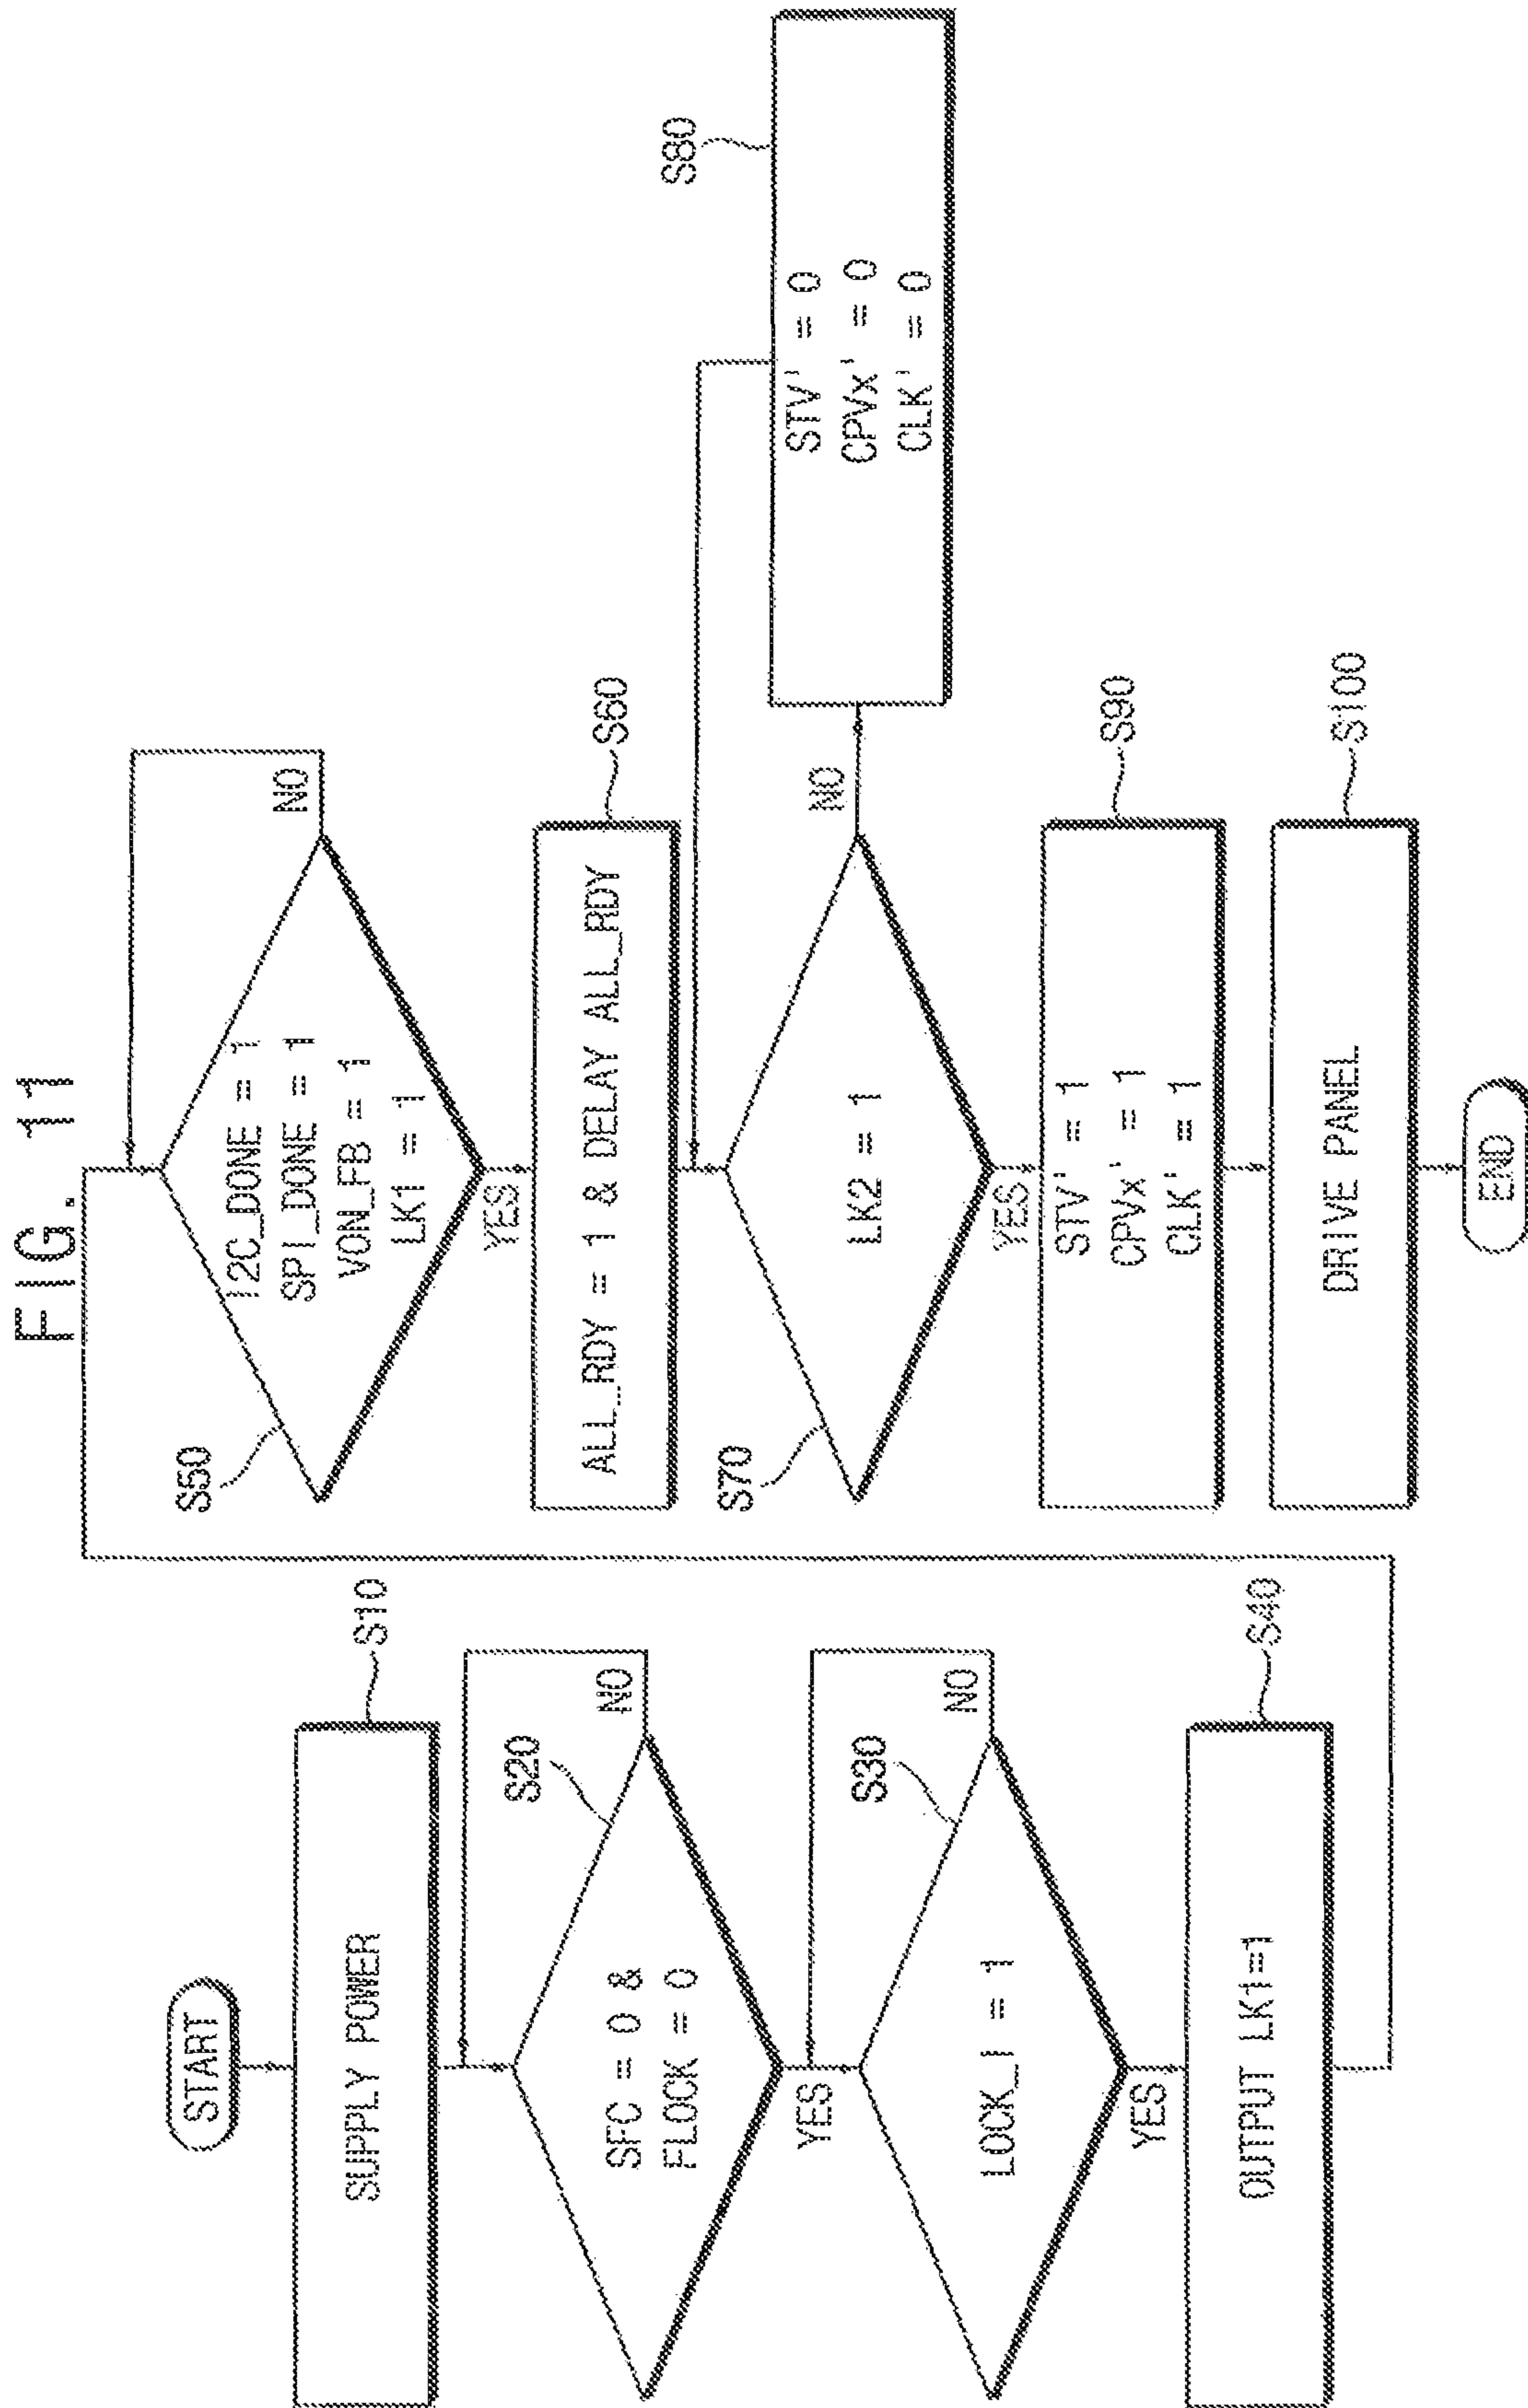 FIG. 11
START
SUPPLY POWER
S10
SFC = 0 &
FLOCK = 0
S20
NO
YES
LOCK_I = 1
S30
NO
YES
OUTPUT LK1=1
S40
I2C_DONE = 1
SPI_DONE = 1
VON_FB = 1
LK1 = 1
S50
NO
YES
ALL_RDY = 1 & DELAY ALL_RDY
S60
LK2 = 1
S70
NO
YES
STV' = 0
CPVx' = 0
CLK' = 0
S80
STV' = 1
CPVx' = 1
CLK' = 1
S90
DRIVE PANEL
S100
END